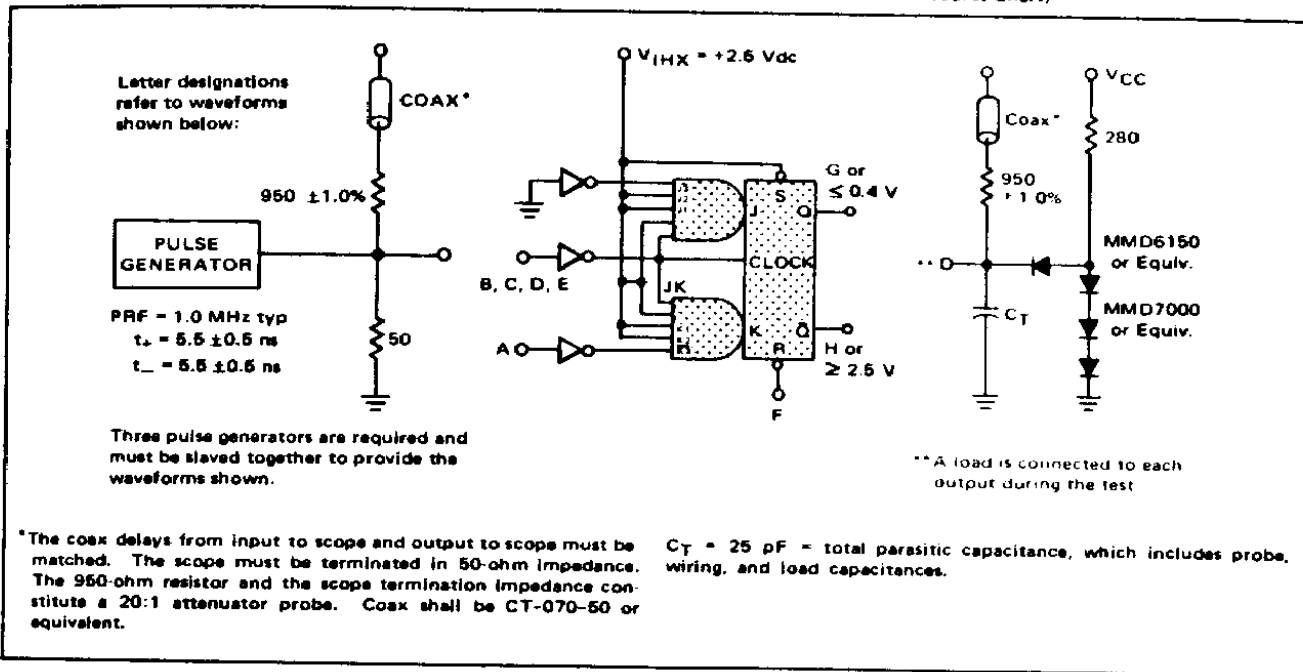 Letter designations
refer to waveforms
shown below:
COAX*
950 ±1.0%
PULSE
GENERATOR
PRF = 1.0 MHz typ
t+ = 5.5 ±0.5 ns
t− = 5.5 ±0.5 ns
50
Three pulse generators are required and
must be slaved together to provide the
waveforms shown.
VIHX = +2.5 Vdc
G or
≤ 0.4 V
S
J
Q
CLOCK
B, C, D, E
JK
K
Q̅
R
A
H or
≥ 2.5 V
F
VCC
Coax*
280
950
±1.0%
MMD6150
or Equiv.
**
CT
MMD7000
or Equiv.
**A load is connected to each
output during the test
*The coax delays from input to scope and output to scope must be
matched. The scope must be terminated in 50-ohm impedance.
The 950-ohm resistor and the scope termination impedance con-
stitute a 20:1 attenuator probe. Coax shall be CT-070-50 or
equivalent.
CT = 25 pF = total parasitic capacitance, which includes probe,
wiring, and load capacitances.